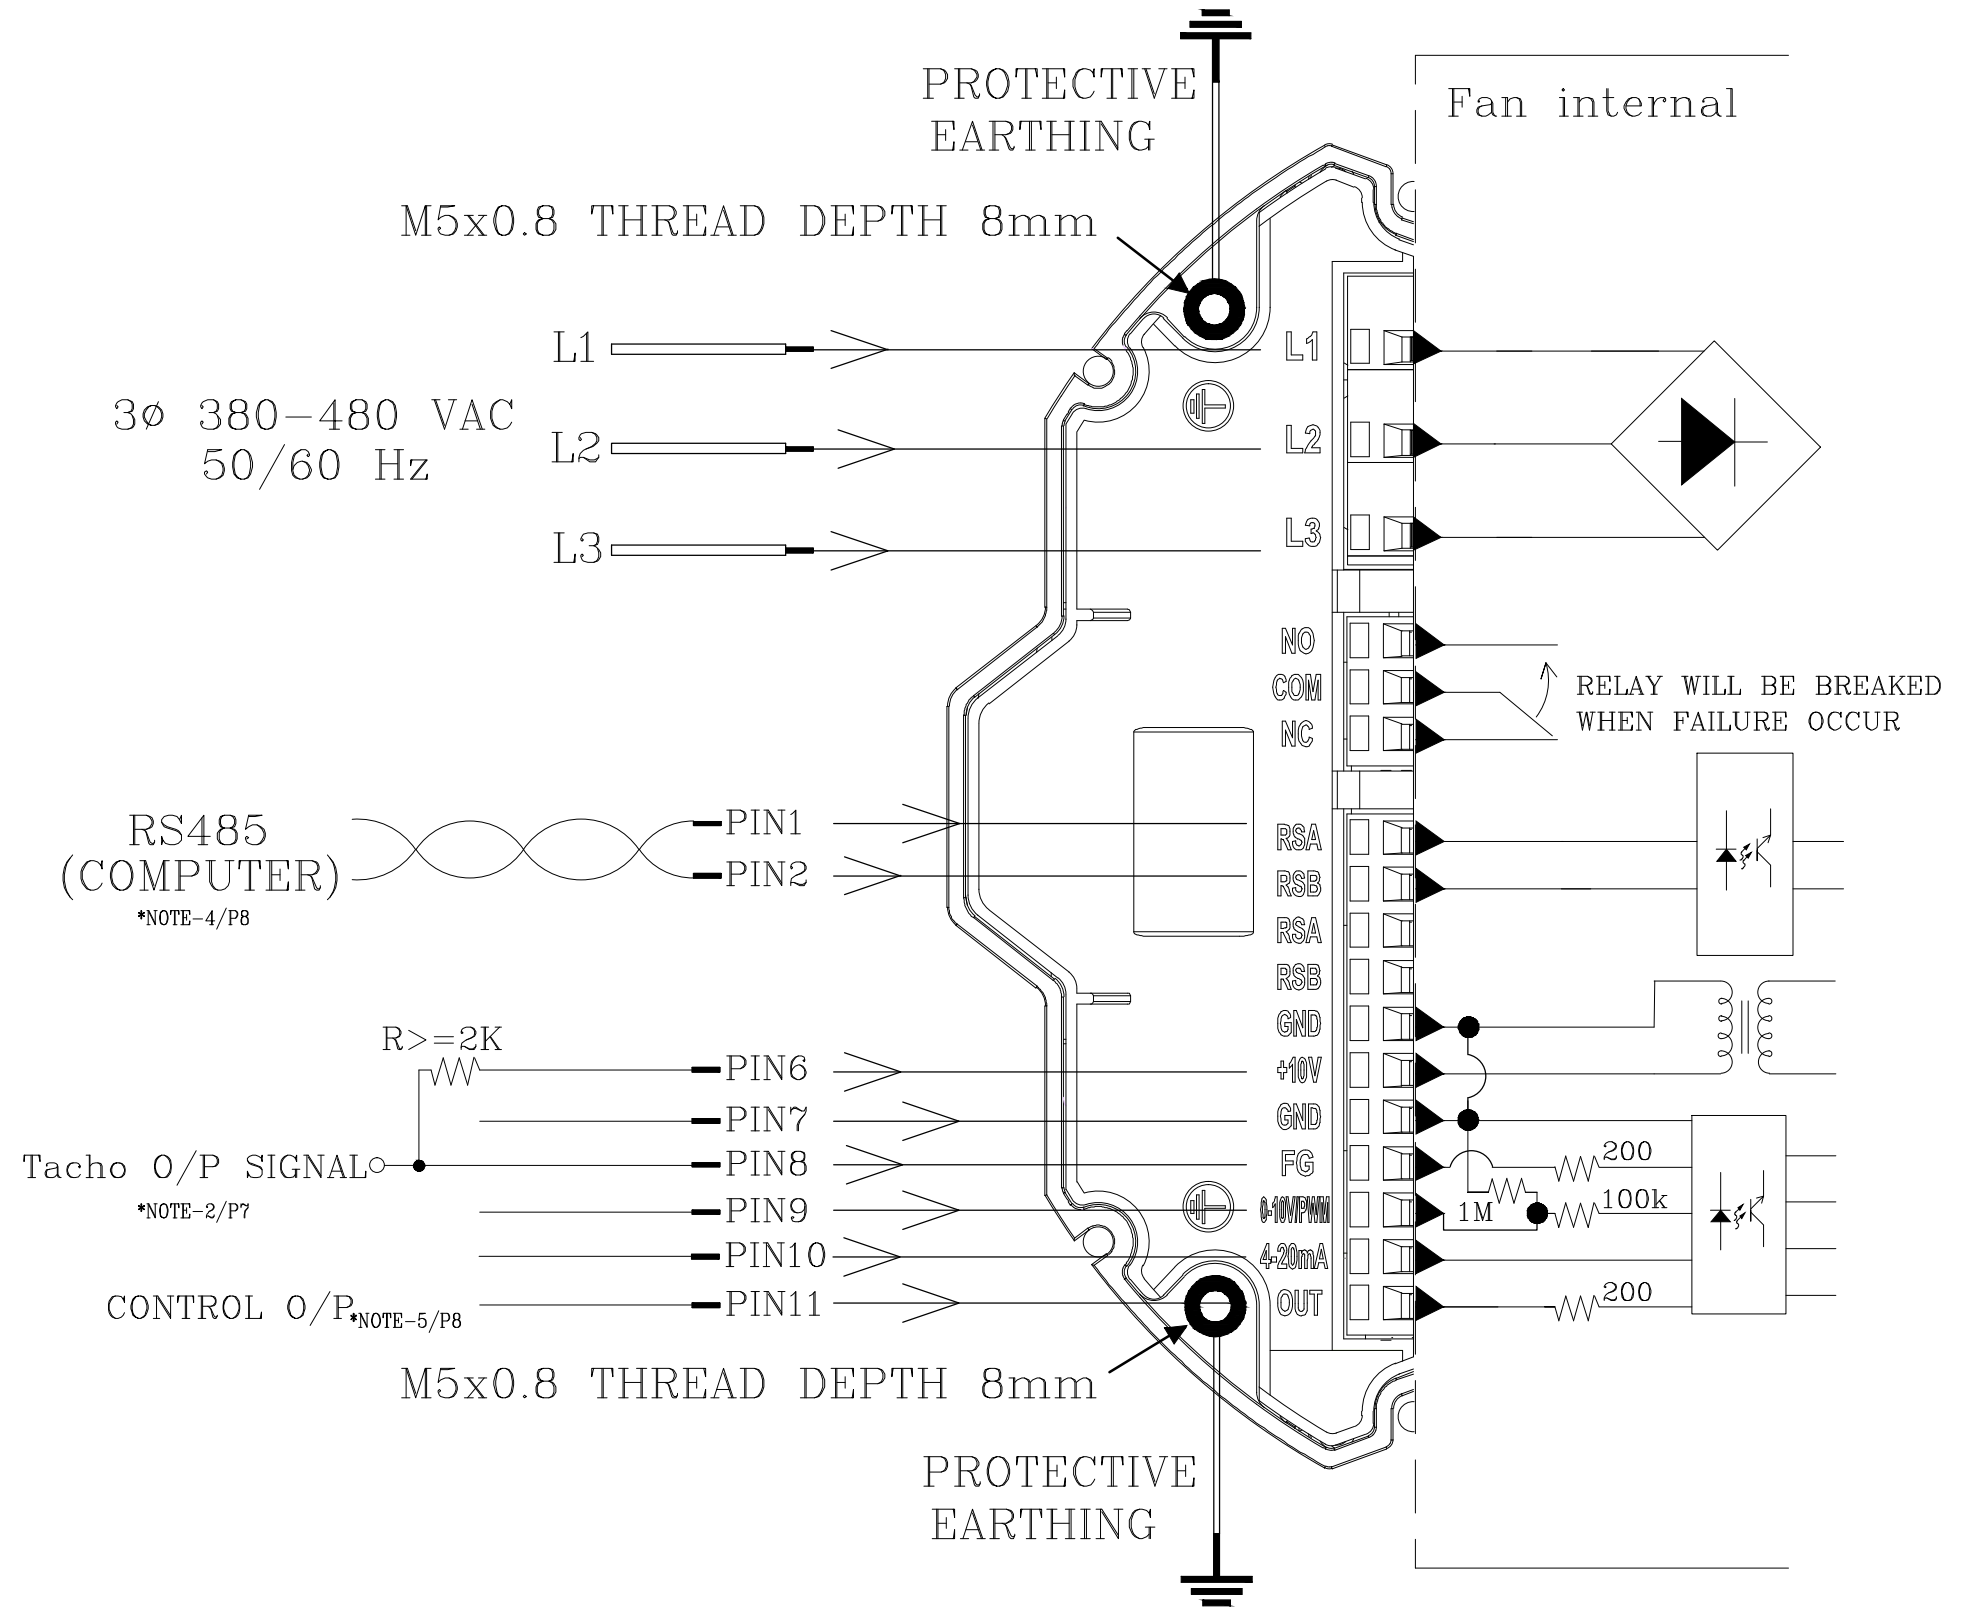 PROTECTIVE
EARTHING
Fan internal
M5x0.8 THREAD DEPTH 8mm
L1
L1
3ø 380-480 VAC
50/60 Hz
L2
L2
L3
L3
NO
COM
NC
RELAY WILL BE BREAKED
WHEN FAILURE OCCUR
RS485
(COMPUTER)
*NOTE-4/P8
PIN1
PIN2
RSA
RSB
RSA
RSB
GND
+10V
GND
FG
0-10V/PWM
4-20mA
OUT
R>=2K
PIN6
PIN7
Tacho O/P SIGNAL
*NOTE-2/P7
PIN8
PIN9
PIN10
CONTROL O/P
*NOTE-5/P8
PIN11
200
1M
100k
200
M5x0.8 THREAD DEPTH 8mm
PROTECTIVE
EARTHING